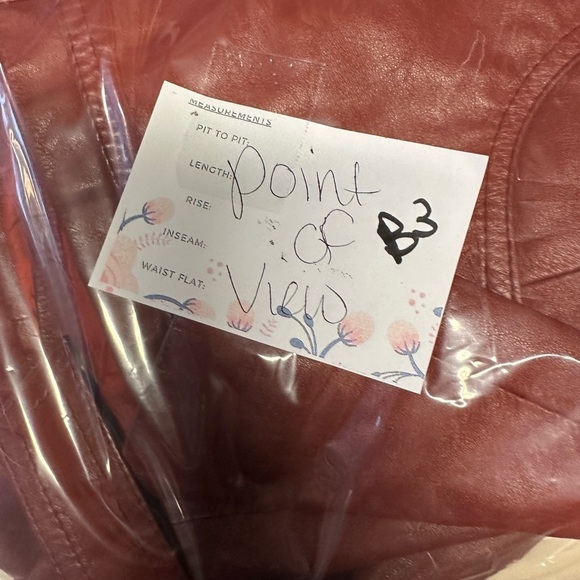 MEASUREMENTS
PIT TO PIT:
LENGTH:
RISE:
INSEAM:
WAIST FLAT:
point
of
View
B3